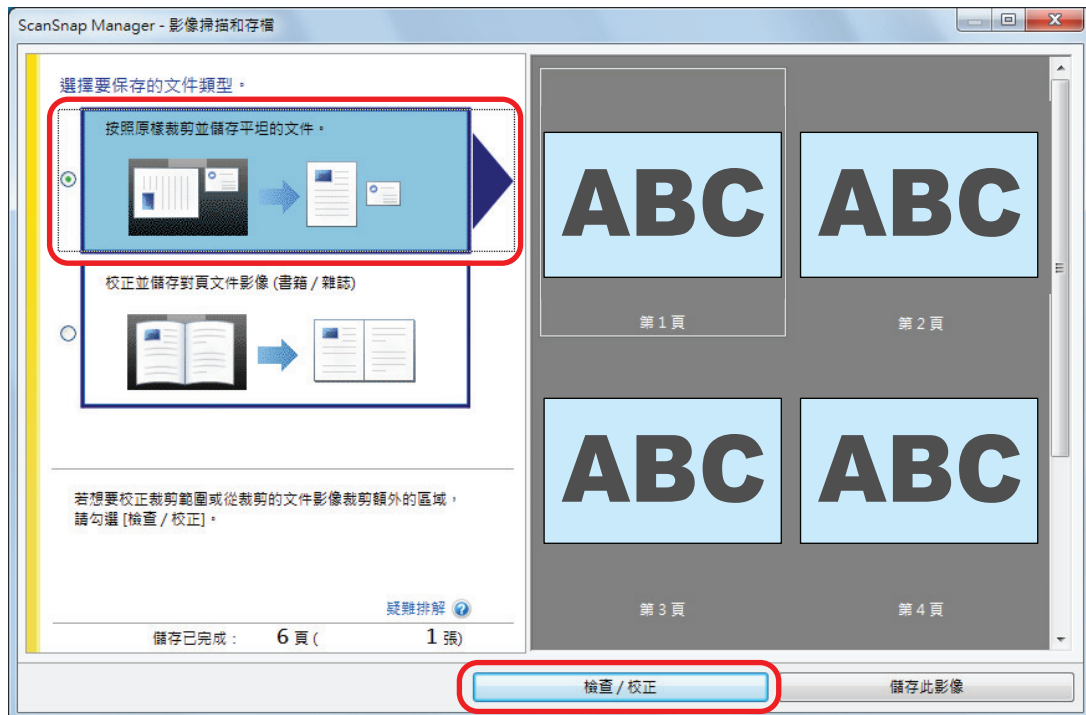 ScanSnap Manager - 影像掃描和存檔
選擇要保存的文件類型。
按照原樣裁剪並儲存平坦的文件。
校正並儲存對頁文件影像 (書籍 / 雜誌)
若想要校正裁剪範圍或從裁剪的文件影像裁剪額外的區域，
請勾選 [檢查 / 校正]。
疑難排解
儲存已完成： 6 頁 ( 1 張)
ABC
第 1 頁
ABC
第 2 頁
ABC
第 3 頁
ABC
第 4 頁
檢查 / 校正
儲存此影像